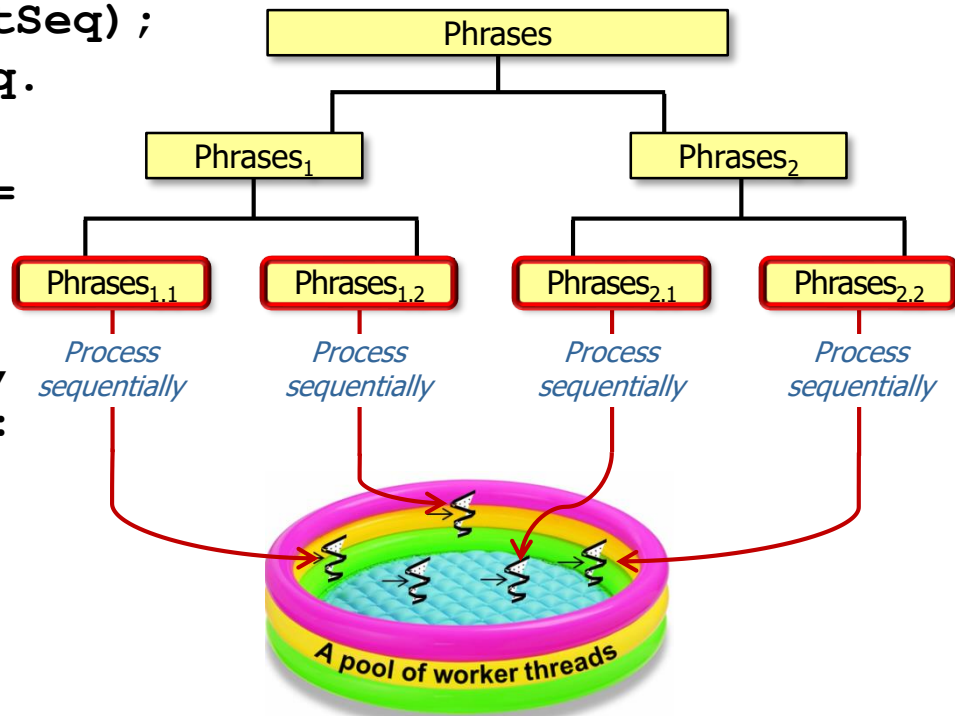 tSeq);
q.
=
,
:
Phrases
Phrases₁
Phrases₂
Phrases₁.₁
Phrases₁.₂
Phrases₂.₁
Phrases₂.₂
Process
sequentially
Process
sequentially
Process
sequentially
Process
sequentially
A pool of worker threads